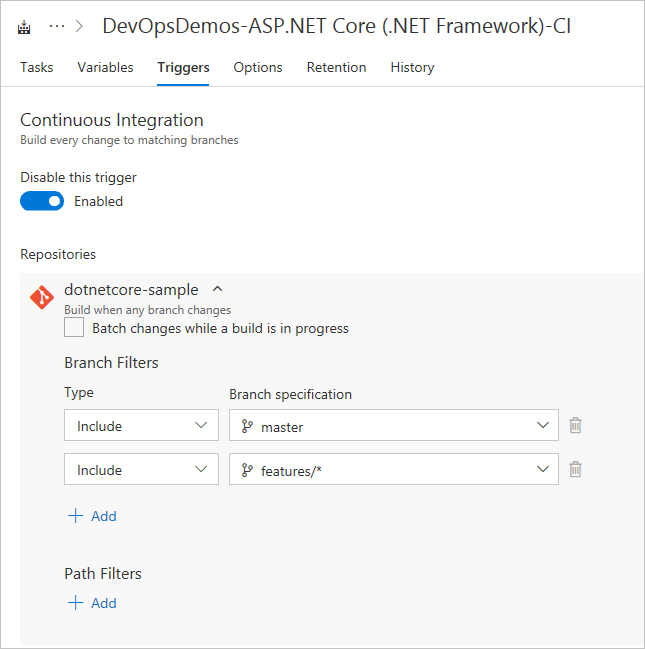 ··· > DevOpsDemos-ASP.NET Core (.NET Framework)-CI
Tasks Variables Triggers Options Retention History
Continuous Integration
Build every change to matching branches
Disable this trigger
Enabled
Repositories
dotnetcore-sample
Build when any branch changes
Batch changes while a build is in progress
Branch Filters
Type Branch specification
Include master
Include features/*
+ Add
Path Filters
+ Add